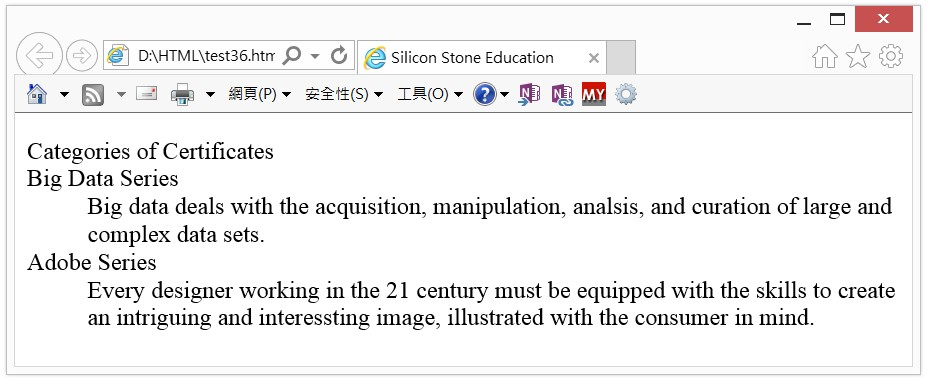 D:\HTML\test36.htm
Silicon Stone Education
網頁(P)
安全性(S)
工具(O)
?
N
N
MY
Categories of Certificates
Big Data Series
Big data deals with the acquisition, manipulation, analsis, and curation of large and
complex data sets.
Adobe Series
Every designer working in the 21 century must be equipped with the skills to create
an intriguing and interessting image, illustrated with the consumer in mind.